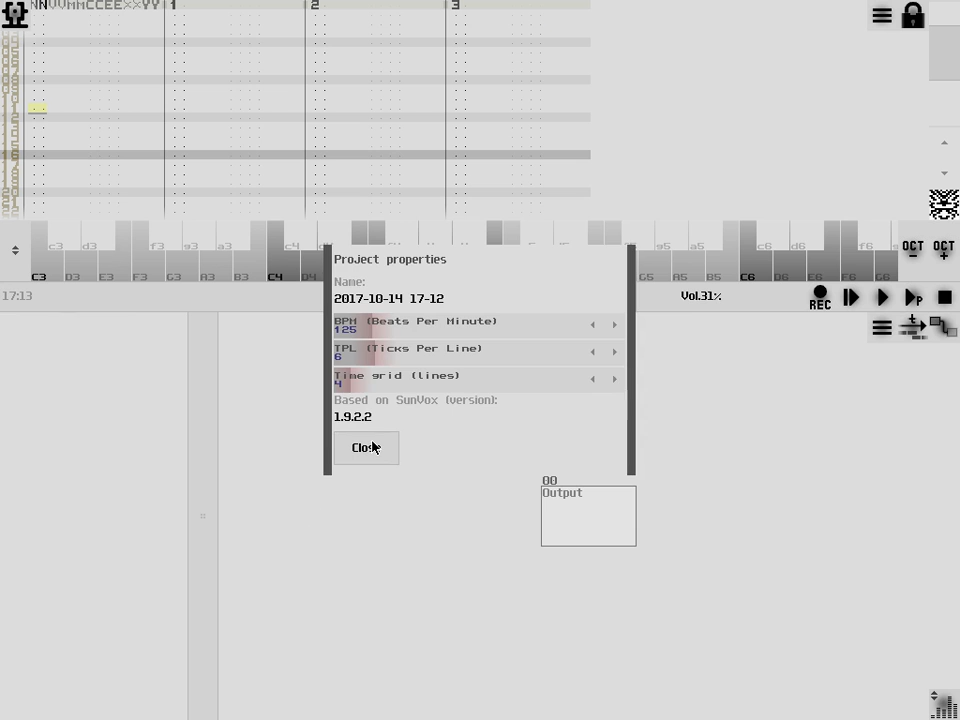 NNVVMMCCEEXXYY 1 2 3
c3 d3 f3 g3 a3 c4 g5 a5 c6 d6 f6
C3 D3 E3 F3 G3 A3 B3 C4 D4 G5 A5 B5 C6 D6 E6 F6 G6
OCT - OCT +
17:13
Vol.31%
REC
P
Project properties
Name:
2017-10-14 17-12
BPM (Beats Per Minute)
125
TPL (Ticks Per Line)
6
Time grid (lines)
4
Based on SunVox (version):
1.9.2.2
Close
00
Output